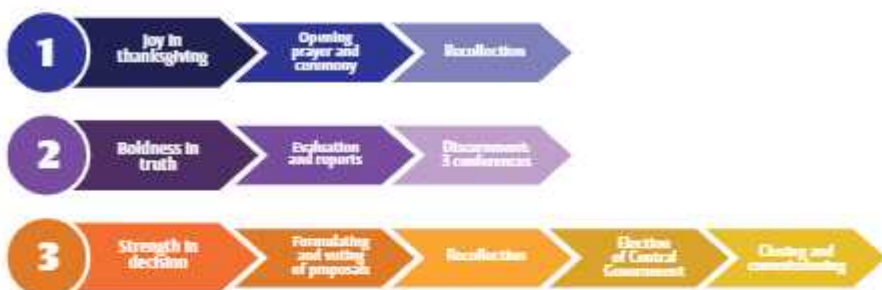 1
Joy in
thanksgiving
Opening
prayer and
ceremony
Recollection
2
Boldness in
truth
Evaluation
and reports
Discernment:
3 conferences
3
Strength in
decision
Formulating
and voting
of proposals
Recollection
Election
of Central
Government
Closing and
commissioning